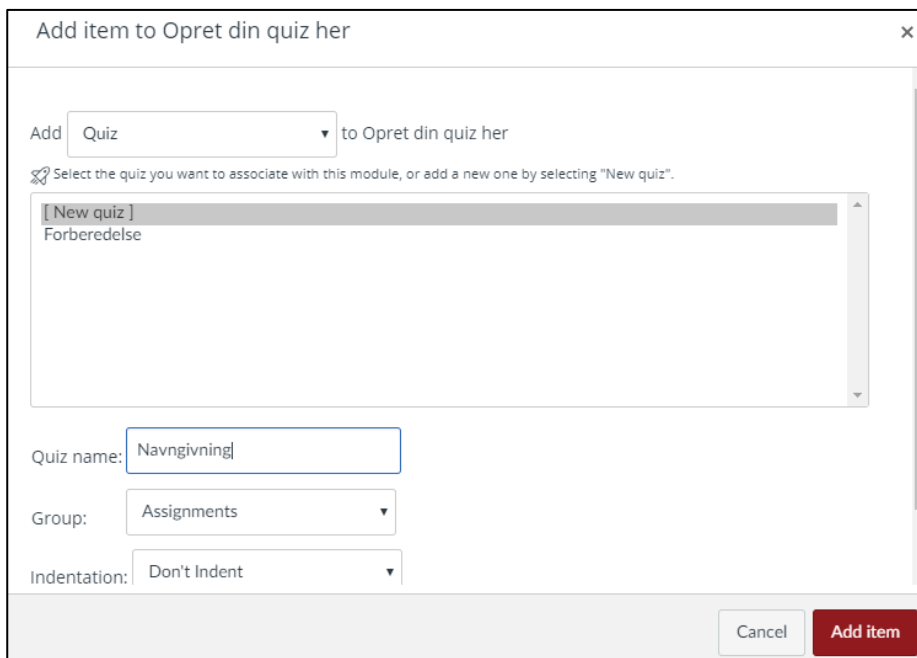 Add item to Opret din quiz her
Add Quiz to Opret din quiz her
Select the quiz you want to associate with this module, or add a new one by selecting "New quiz".
[ New quiz ]
Forberedelse
Quiz name: Navngivning
Group: Assignments
Indentation: Don't Indent
Cancel Add item